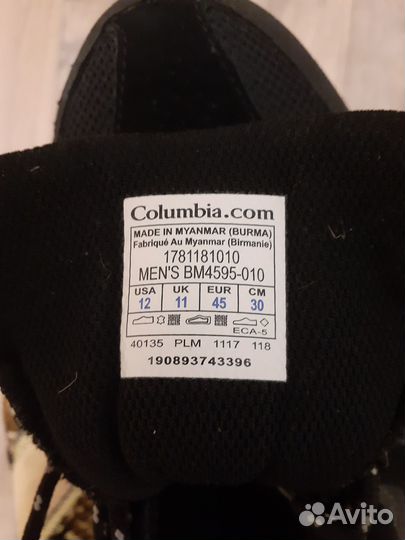 Columbia.com
MADE IN MYANMAR (BURMA)
Fabriqué Au Myanmar (Birmanie)
1781181010
MEN'S BM4595-010
USA UK EUR CM
12 11 45 30
ECA-5
40135 PLM 1117 118
190893743396
Avito